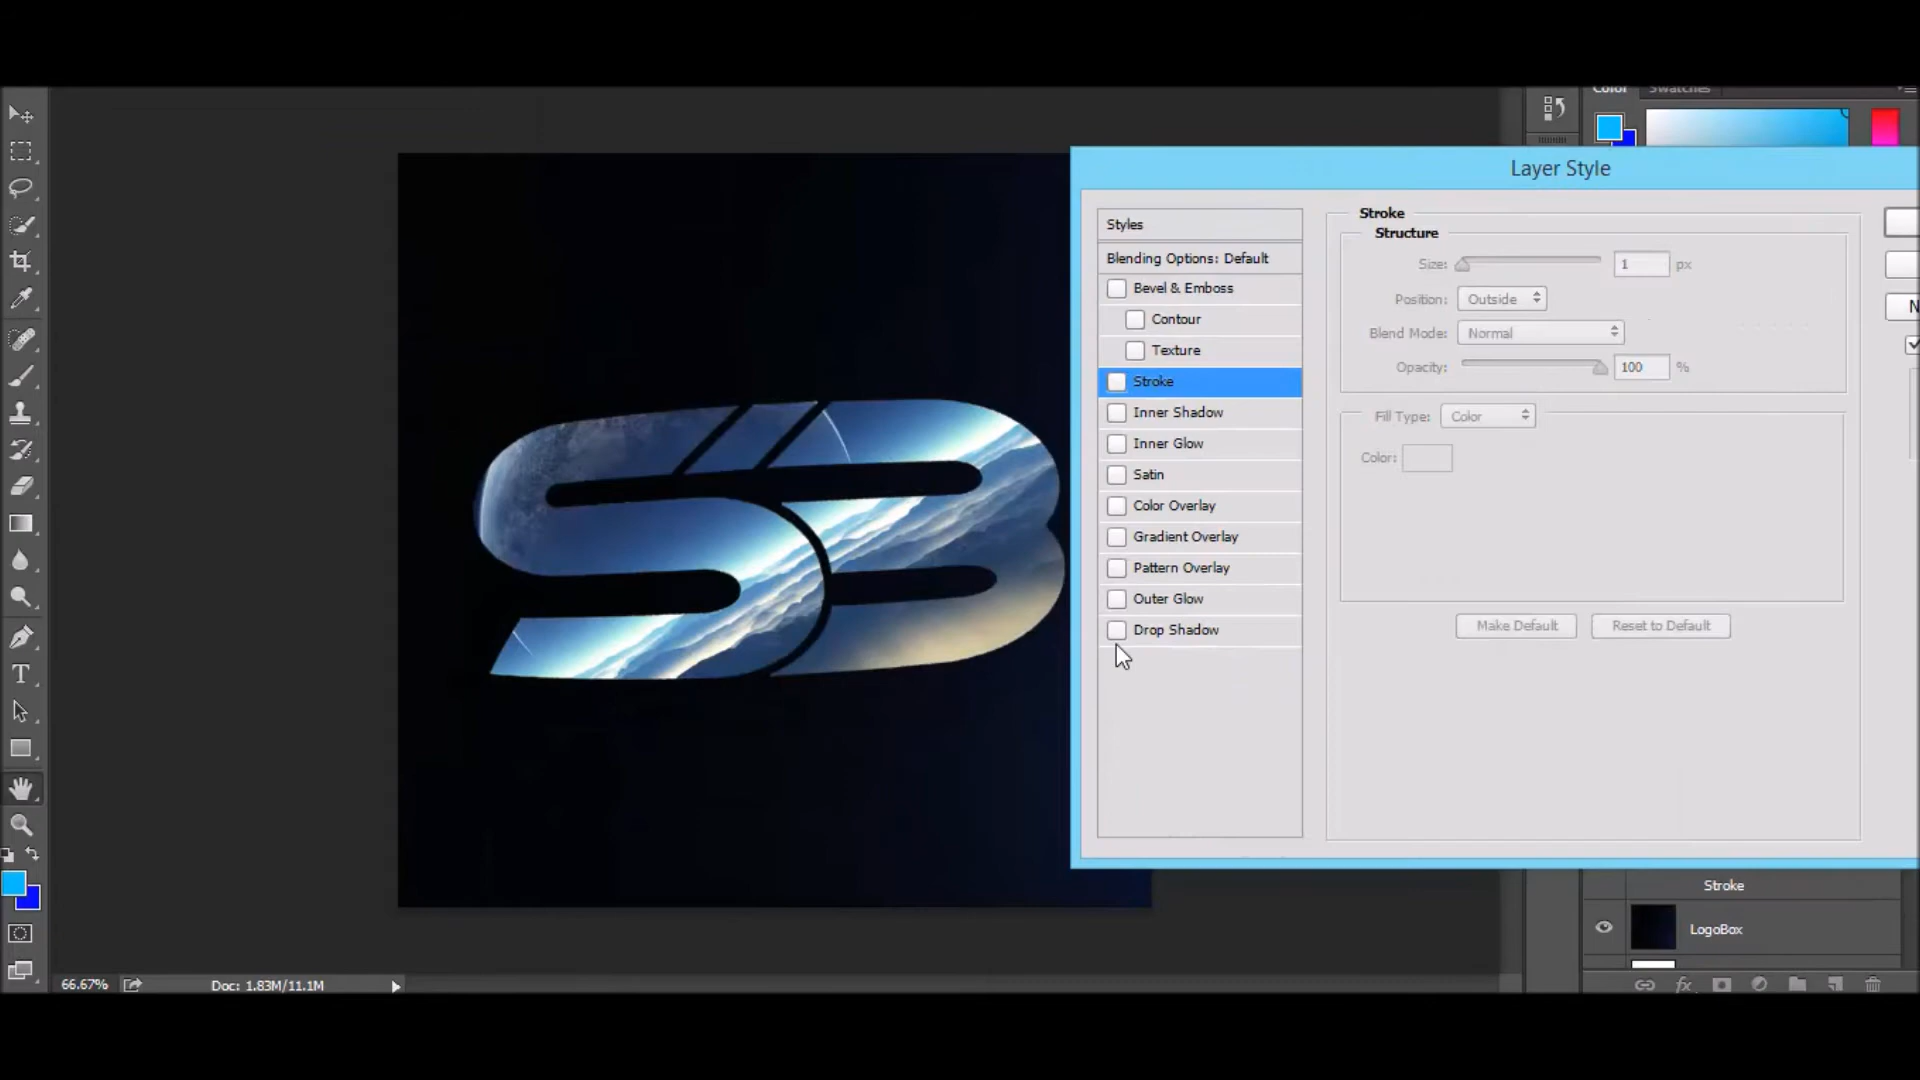 Color Swatches
Layer Style
Styles
Blending Options: Default
Bevel & Emboss
Contour
Texture
Stroke
Inner Shadow
Inner Glow
Satin
Color Overlay
Gradient Overlay
Pattern Overlay
Outer Glow
Drop Shadow
Stroke
Structure
Size: 1 px
Position: Outside
Blend Mode: Normal
Opacity: 100 %
Fill Type: Color
Color:
Make Default Reset to Default
N
SB
Stroke
LogoBox
T
66.67% Doc: 1.83M/11.1M
fx